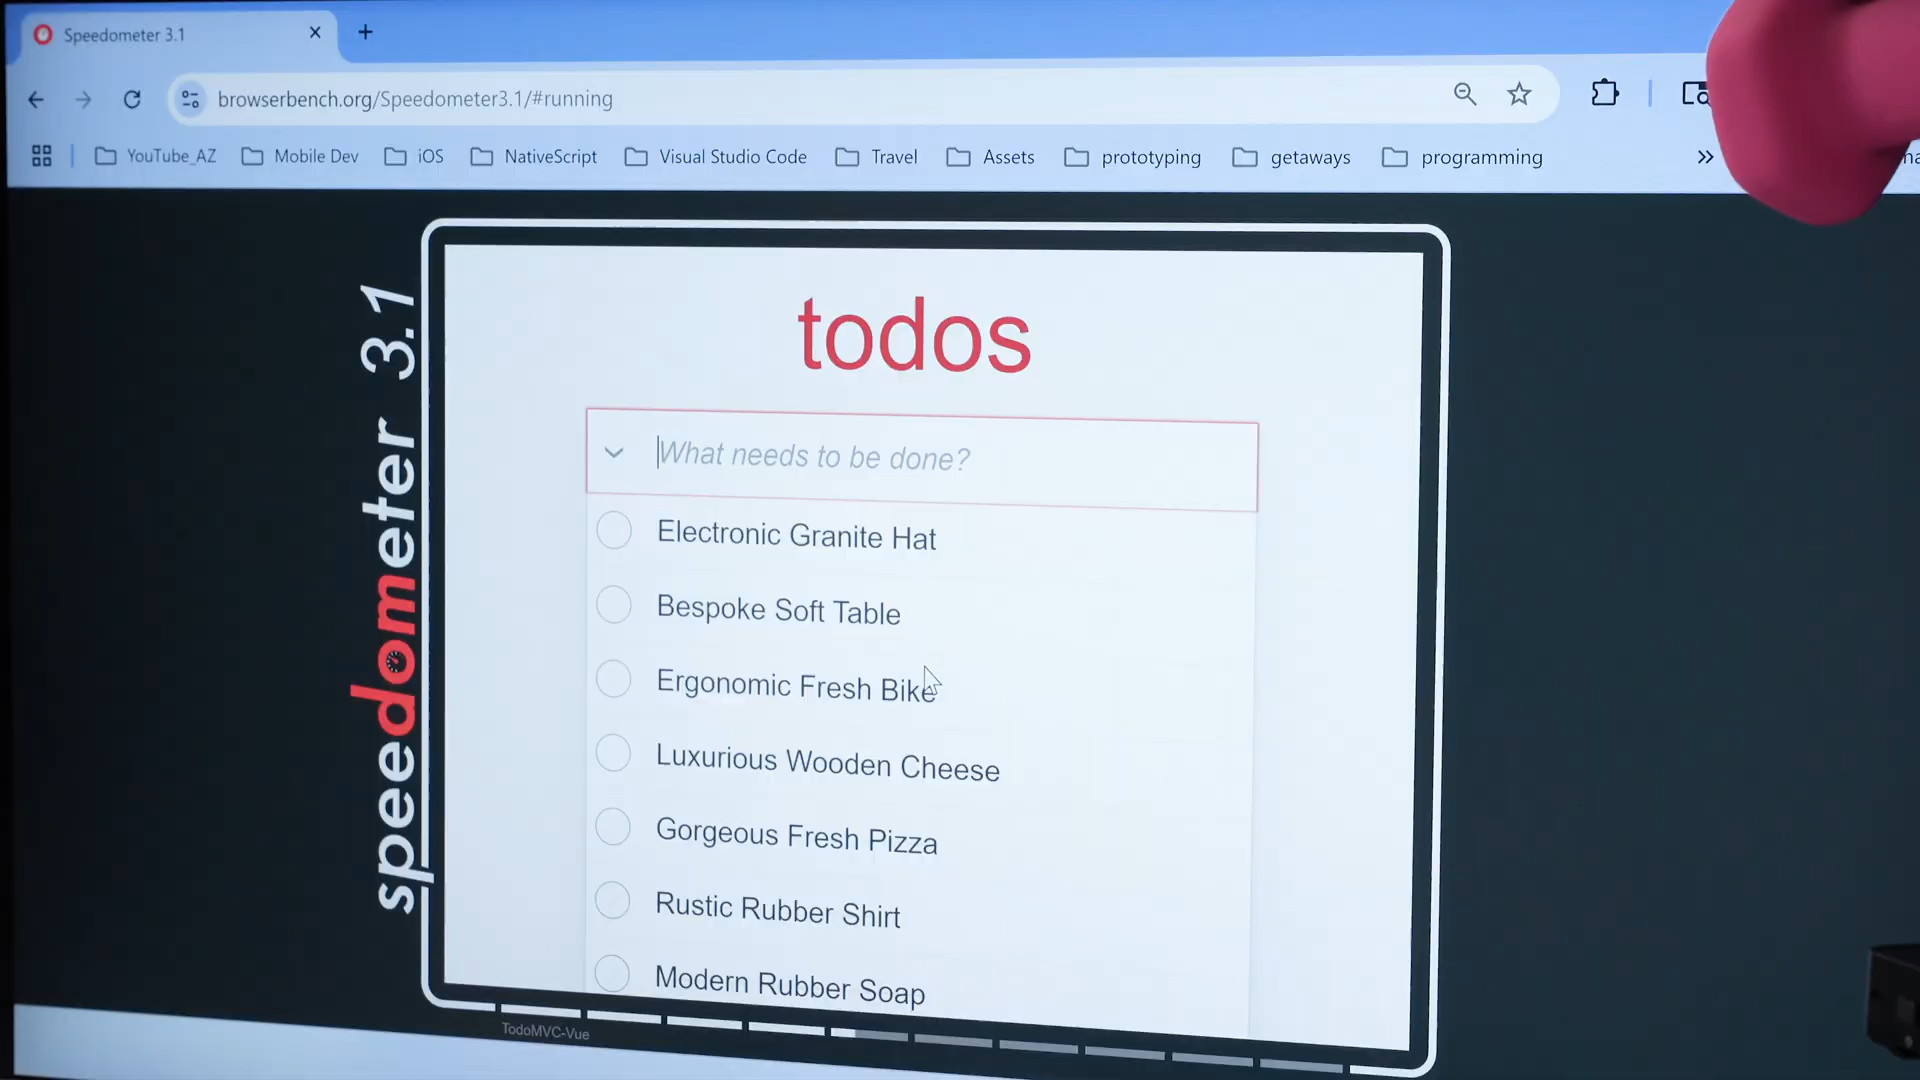 Speedometer 3.1
browserbench.org/Speedometer3.1/#running
YouTube_AZ Mobile Dev iOS NativeScript Visual Studio Code Travel Assets prototyping getaways programming
speedometer 3.1
todos
What needs to be done?
Electronic Granite Hat
Bespoke Soft Table
Ergonomic Fresh Bike
Luxurious Wooden Cheese
Gorgeous Fresh Pizza
Rustic Rubber Shirt
Modern Rubber Soap
TodoMVC-Vue